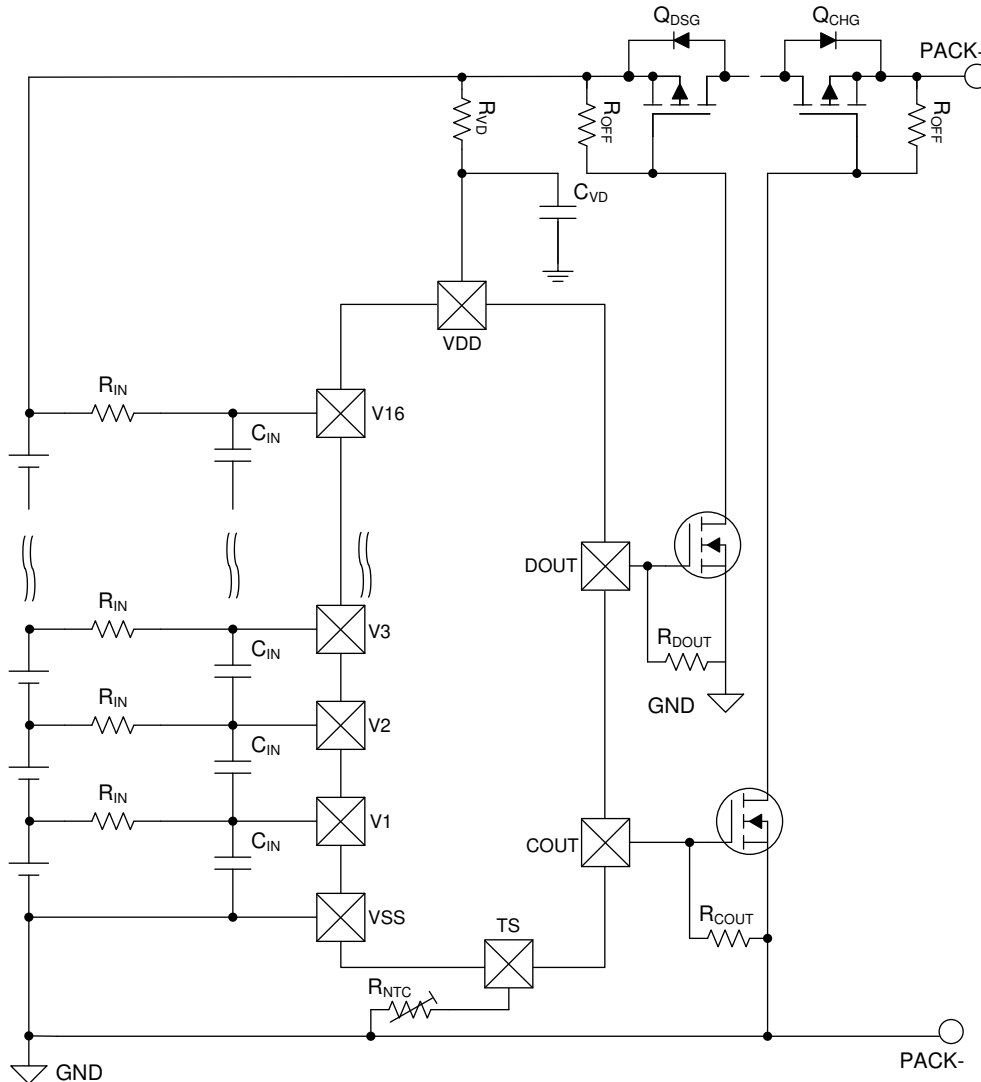 QDSG
QCHG
PACK-
RVD
ROFF
ROFF
CVD
VDD
RIN
V16
CIN
DOUT
RIN
V3
RDOUT
CIN
GND
RIN
V2
CIN
RIN
V1
COUT
CIN
VSS
TS
RCOUT
RNTC
GND
PACK-